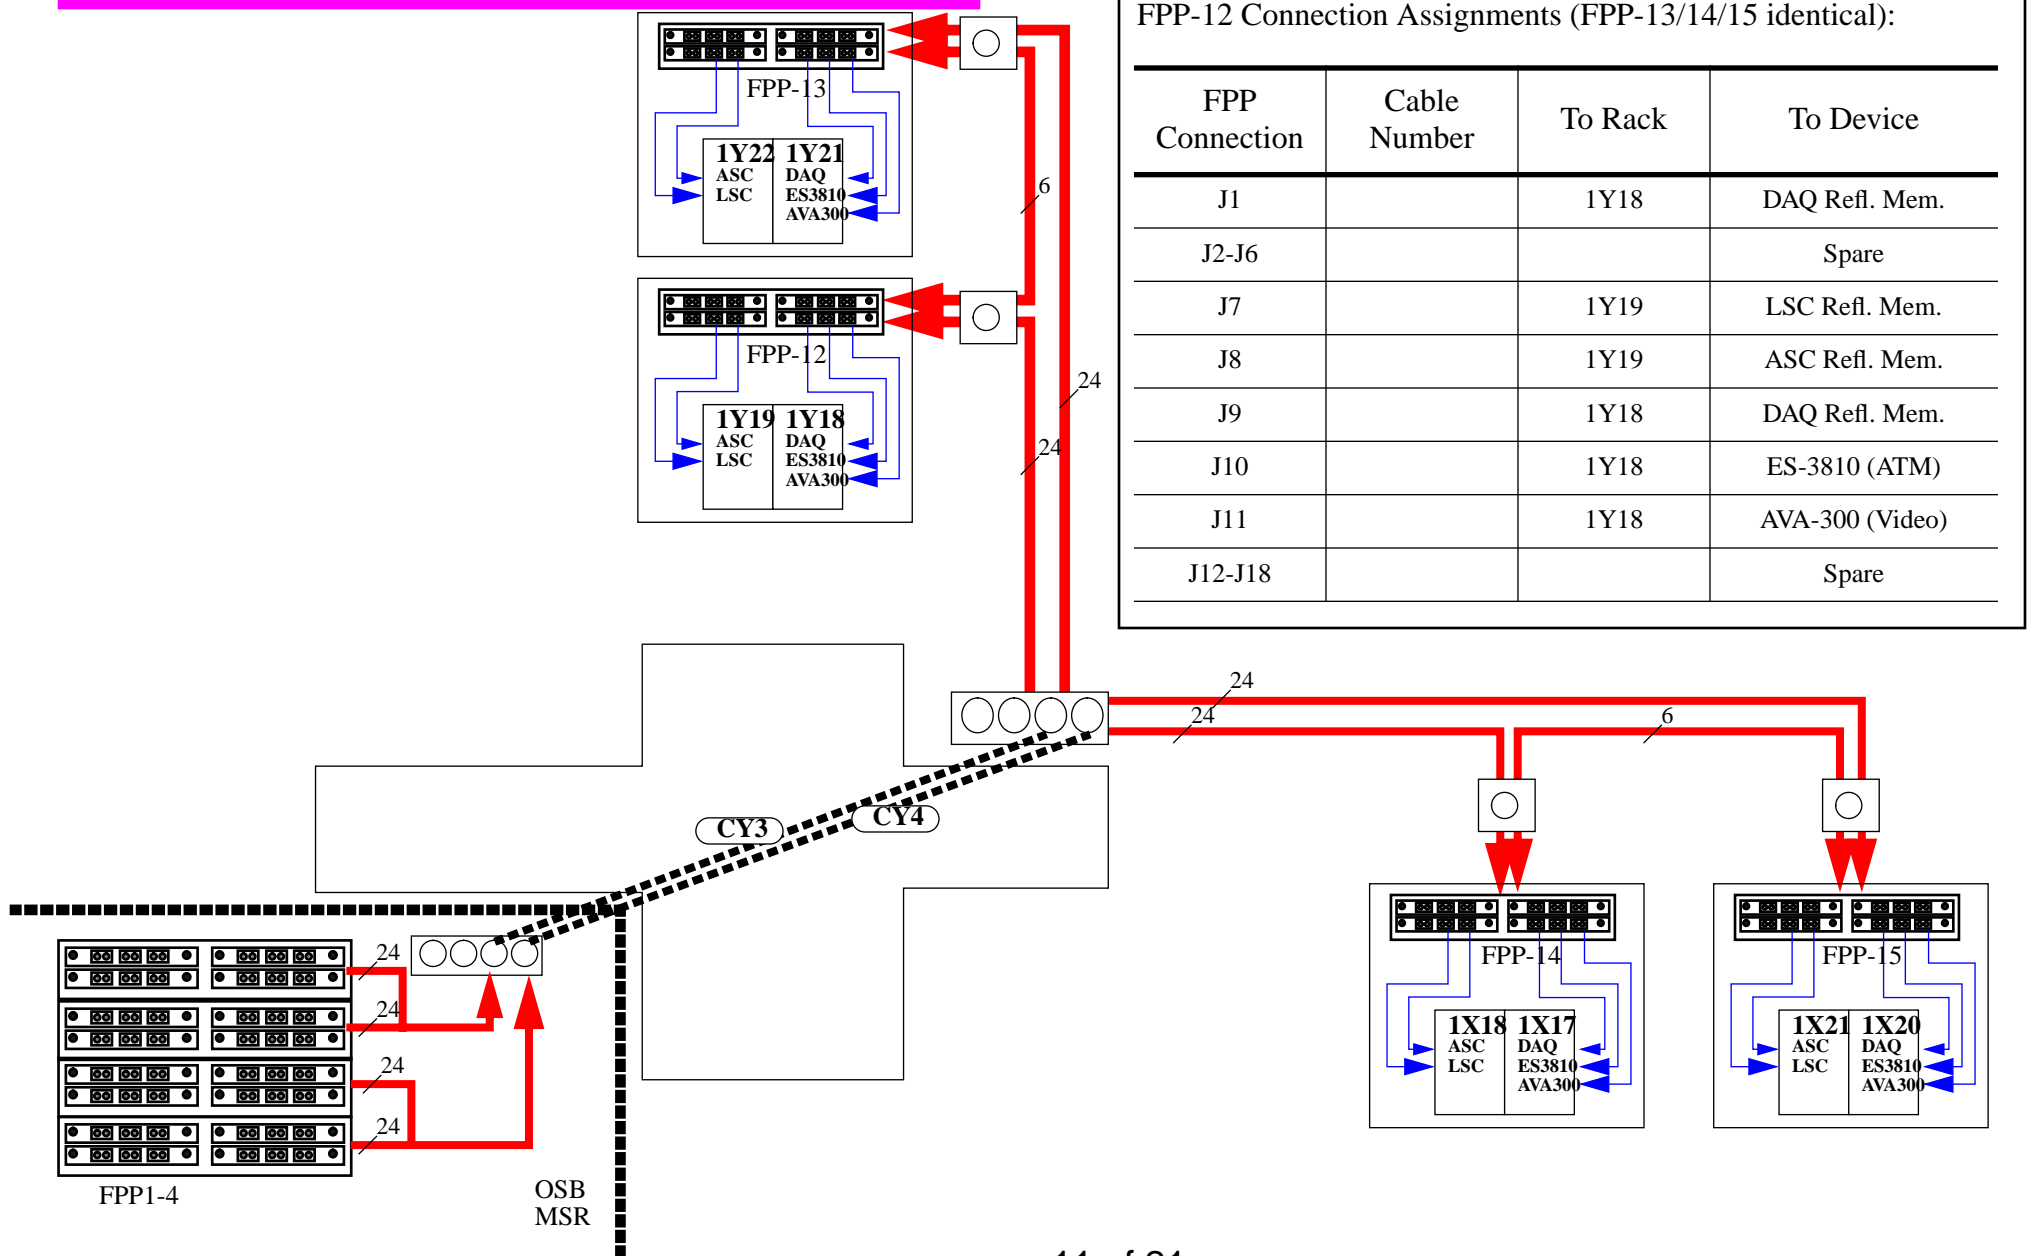 FPP-12 Connection Assignments (FPP-13/14/15 identical):
FPP Connection
Cable Number
To Rack
To Device
J1 1Y18 DAQ Refl. Mem.
J2-J6 Spare
J7 1Y19 LSC Refl. Mem.
J8 1Y19 ASC Refl. Mem.
J9 1Y18 DAQ Refl. Mem.
J10 1Y18 ES-3810 (ATM)
J11 1Y18 AVA-300 (Video)
J12-J18 Spare
FPP-13
1Y22 1Y21
ASC DAQ
LSC ES3810
AVA300
6
FPP-12
1Y19 1Y18
ASC DAQ
LSC ES3810
AVA300
24
24
24
24
6
CY3
CY4
24
24
24
24
FPP1-4
OSB
MSR
FPP-14
1X18 1X17
ASC DAQ
LSC ES3810
AVA300
FPP-15
1X21 1X20
ASC DAQ
LSC ES3810
AVA300